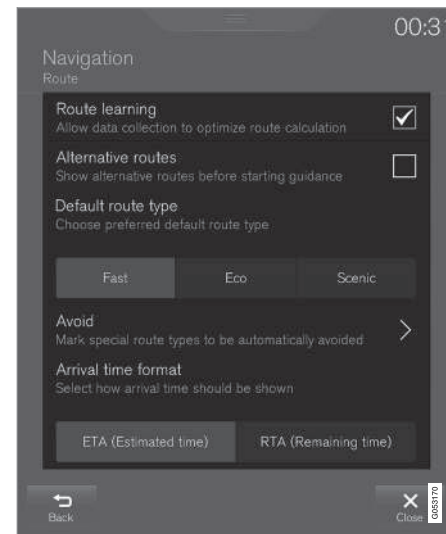 00:3
Navigation
Route
Route learning
Allow data collection to optimize route calculation
Alternative routes
Show alternative routes before starting guidance
Default route type
Choose preferred default route type
Fast Eco Scenic
Avoid
Mark special route types to be automatically avoided
Arrival time format
Select how arrival time should be shown
ETA (Estimated time) RTA (Remaining time)
Back
Close
G053170